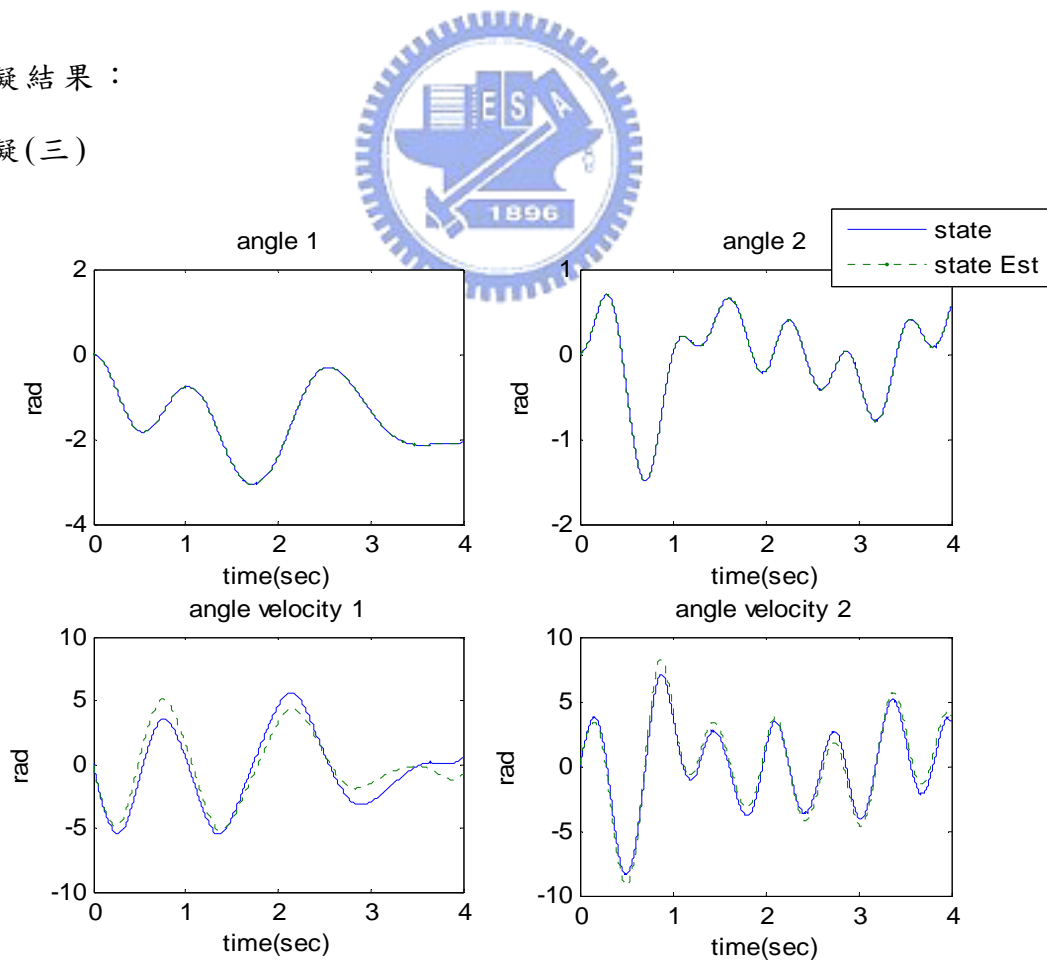 擬結果：
擬(三)
E S A
1896
angle 1
2
0
-2
-4
rad
0 1 2 3 4
time(sec)
angle 2
state
state Est
1
0
-1
-2
rad
0 1 2 3 4
time(sec)
angle velocity 1
10
5
0
-5
-10
rad
0 1 2 3 4
time(sec)
angle velocity 2
10
5
0
-5
-10
rad
0 1 2 3 4
time(sec)